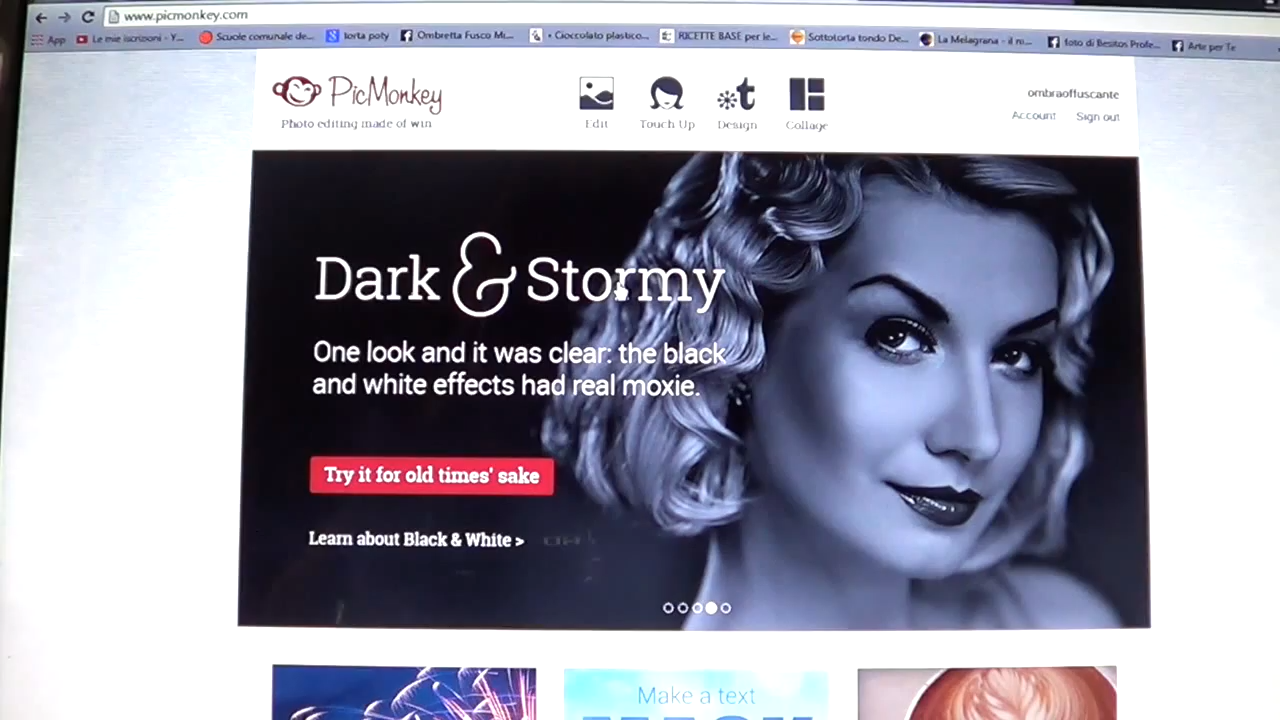 www.picmonkey.com
App
Le mie iscrizioni - Y...
Scuole comunale de...
torta poty
Ombretta Fusco Mi...
• Cioccolato plastico...
RICETTE BASE per le...
Sottotorta tondo De...
La Melagrana - il m...
foto di Besitos Profe...
Arte per Te
PicMonkey
Photo editing made of win
Edit
Touch Up
Design
Collage
ombraoffuscante
Account
Sign out
Dark & Stormy
One look and it was clear: the black
and white effects had real moxie.
Try it for old times' sake
Learn about Black & White >
Make a text